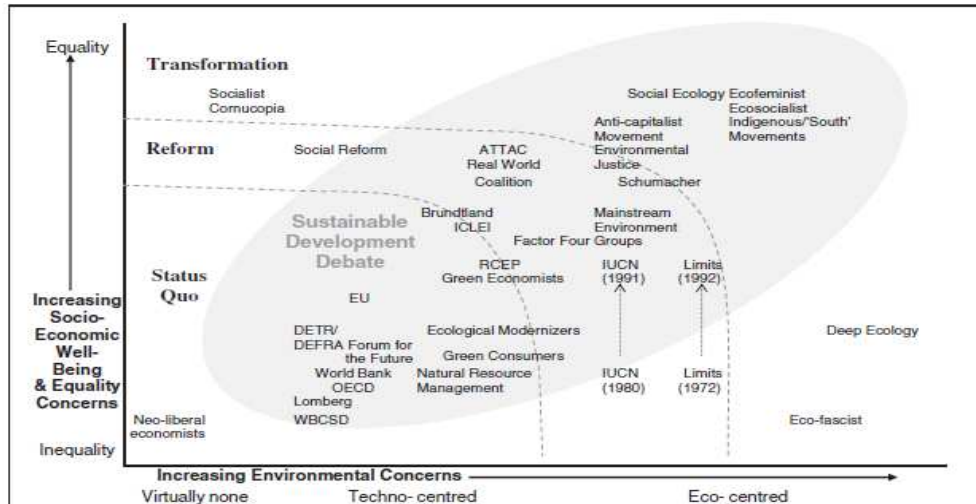 Equality
Transformation
Socialist
Cornucopia
Social Ecology Ecofeminist
Ecosocialist
Indigenous/'South'
Movements
Anti-capitalist
Movement
Environmental
Justice
Reform
Social Reform
ATTAC
Real World
Coalition
Schumacher
Sustainable
Development
Debate
Brundtland
ICLEI
Mainstream
Environment
Factor Four Groups
RCEP
Green Economists
IUCN
(1991)
Limits
(1992)
Status
Quo
EU
Increasing
Socio-
Economic
Well-
Being
& Equality
Concerns
DETR/
DEFRA Forum for
the Future
Ecological Modernizers
Green Consumers
Deep Ecology
World Bank
OECD
Natural Resource
Management
IUCN
(1980)
Limits
(1972)
Lomberg
WBCSD
Neo-liberal
economists
Eco-fascist
Inequality
Increasing Environmental Concerns
Virtually none
Techno- centred
Eco- centred